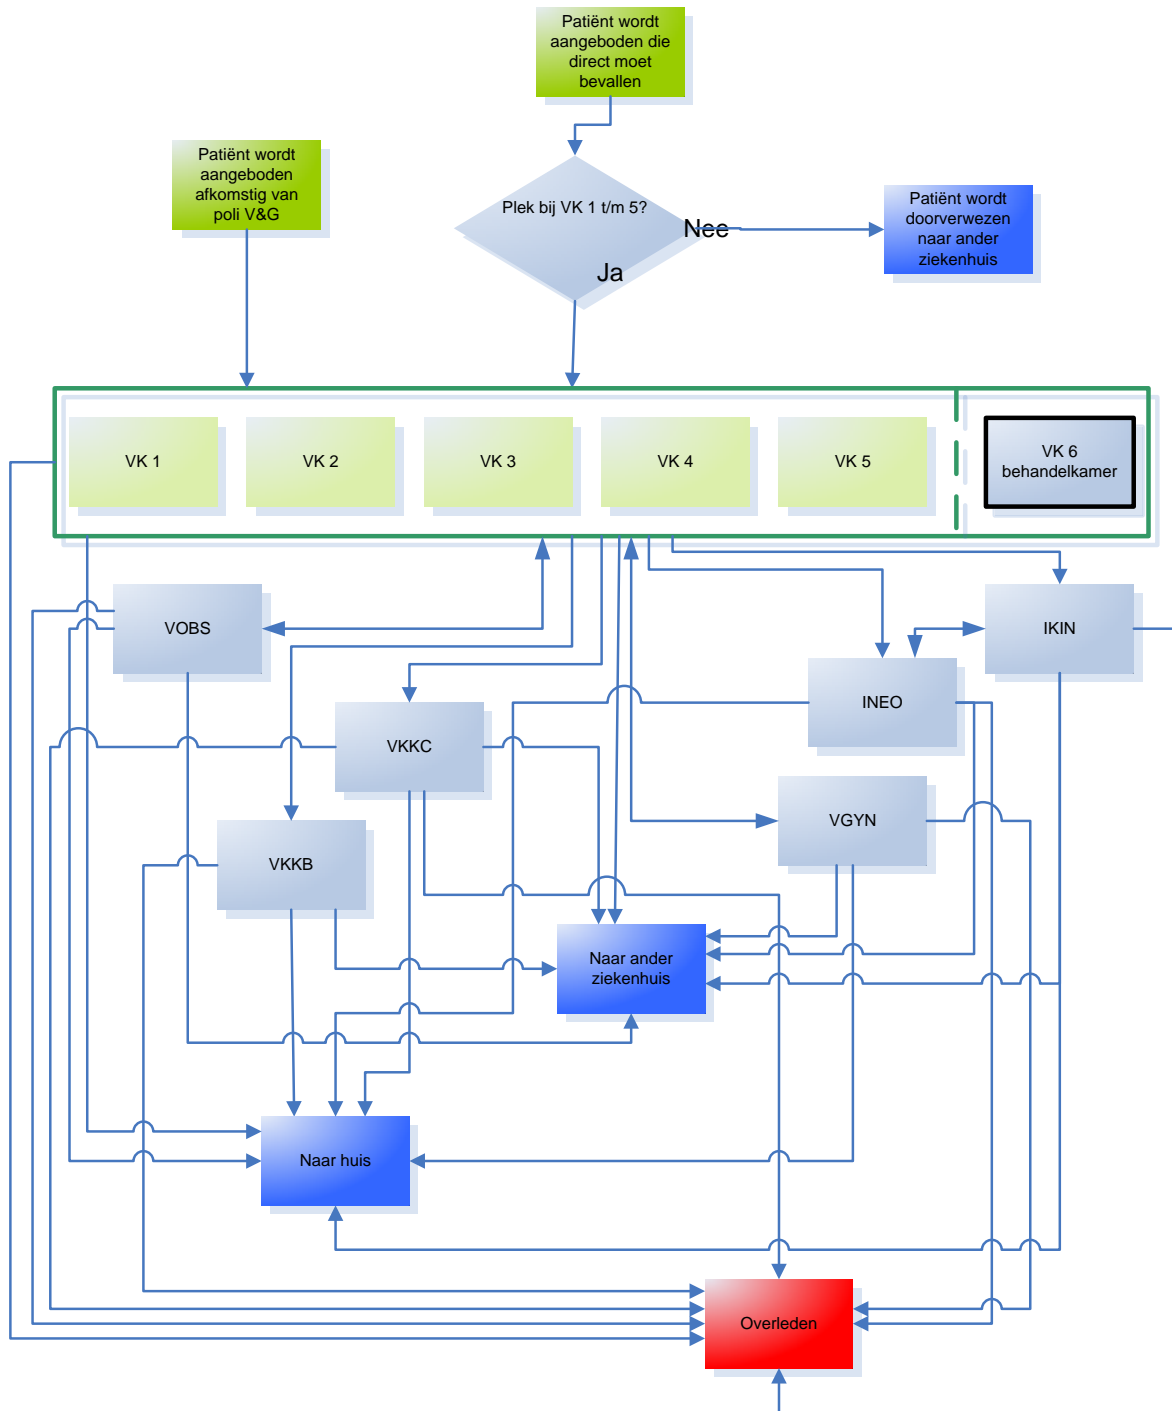 Patiënt wordt
aangeboden die
direct moet
bevallen
Patiënt wordt
aangeboden
afkomstig van
poli V&G
Plek bij VK 1 t/m 5?
Nee
Ja
Patiënt wordt
doorverwezen
naar ander
ziekenhuis
VK 1
VK 2
VK 3
VK 4
VK 5
VK 6
behandelkamer
VOBS
IKIN
INEO
VKKC
VGYN
VKKB
Naar ander
ziekenhuis
Naar huis
Overleden